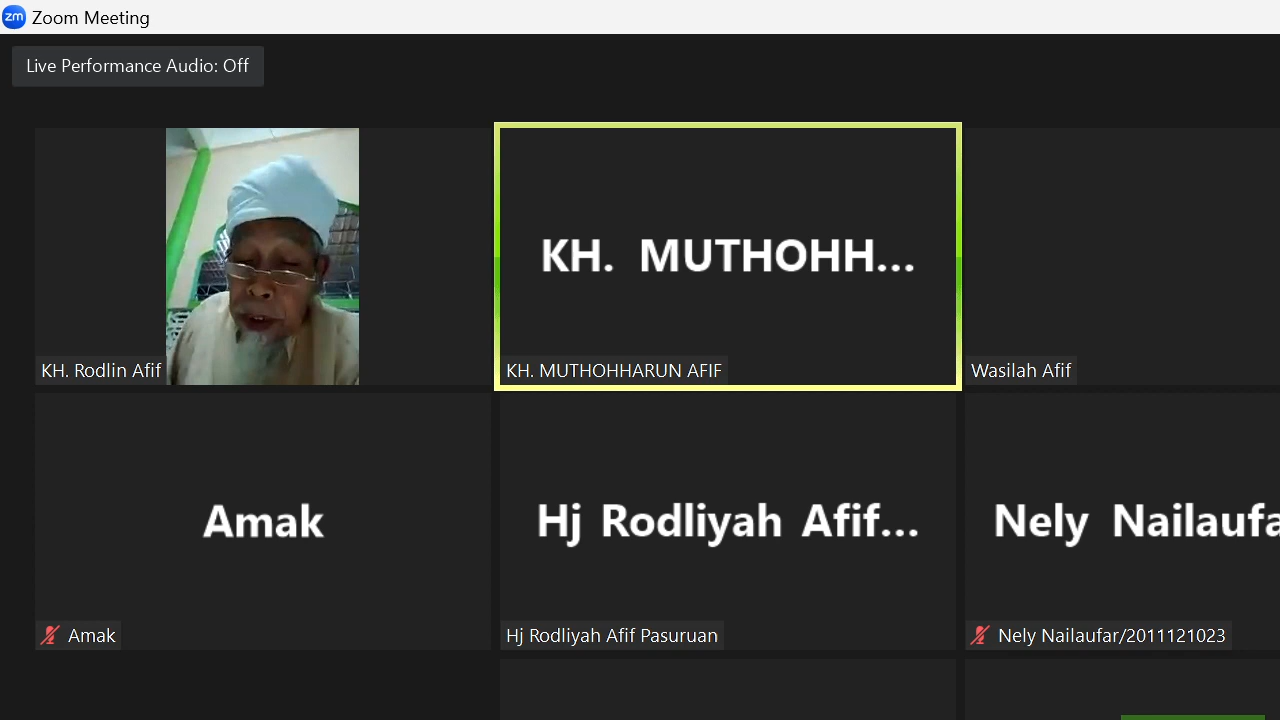 zm Zoom Meeting
Live Performance Audio: Off
KH. MUTHOHH...
KH. Rodlin Afif
KH. MUTHOHHARUN AFIF
Wasilah Afif
Amak
Hj Rodliyah Afif...
Nely Nailaufa
Amak
Hj Rodliyah Afif Pasuruan
Nely Nailaufar/2011121023